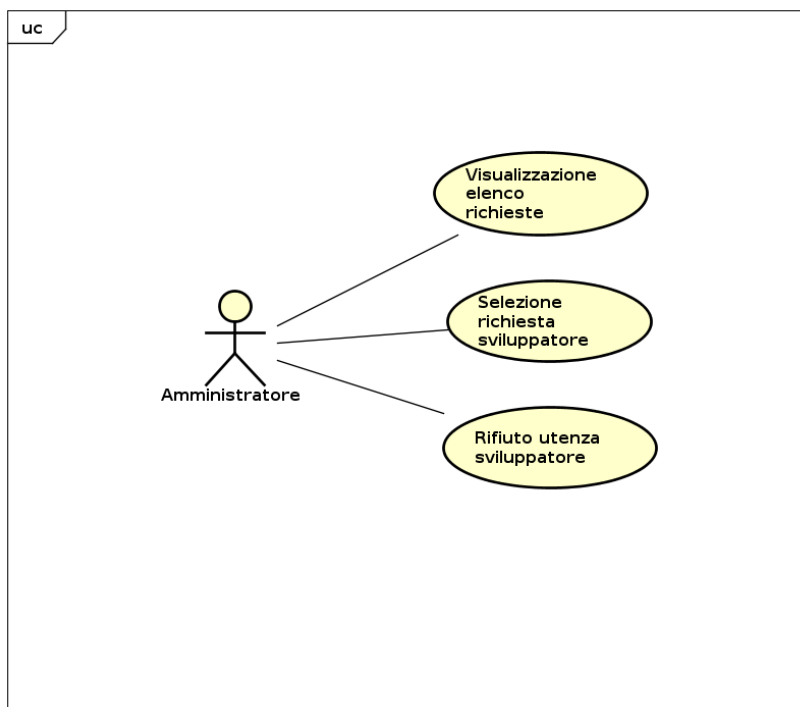 uc
Visualizzazione
elenco
richieste
Selezione
richiesta
sviluppatore
Amministratore
Rifiuto utenza
sviluppatore